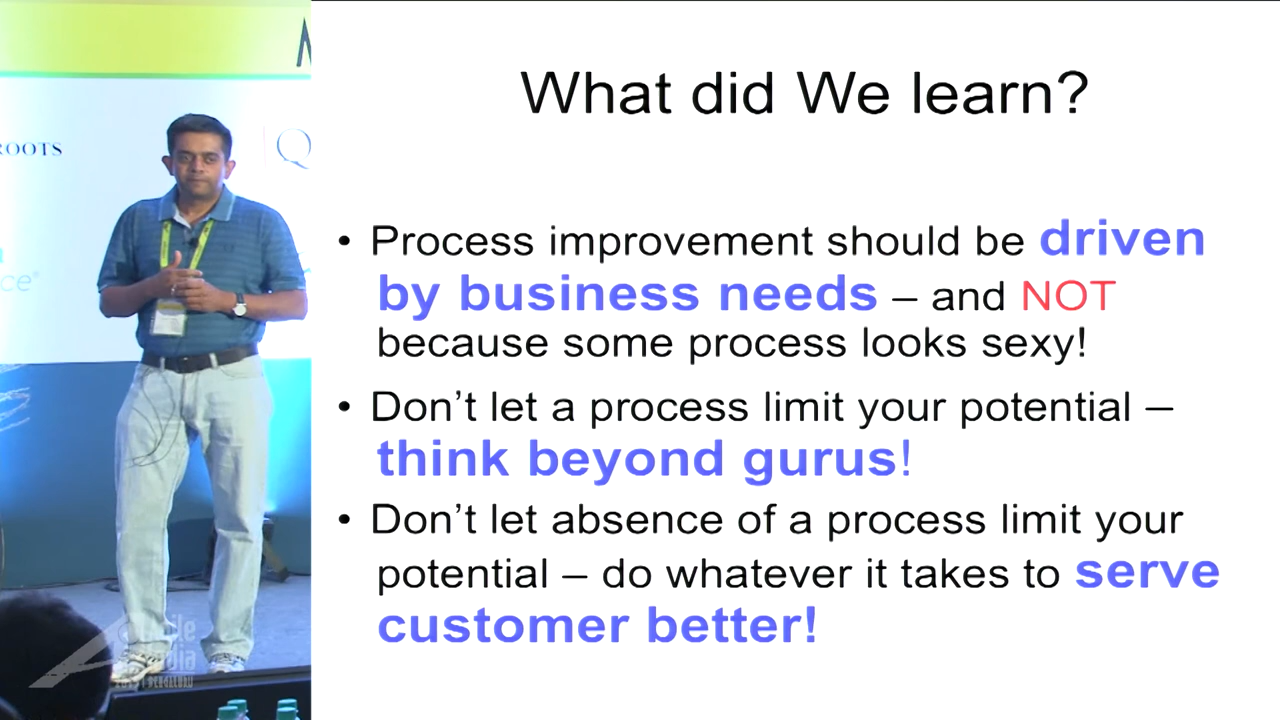 What did We learn?
ROOTS
• Process improvement should be driven
by business needs – and NOT
because some process looks sexy!
• Don't let a process limit your potential –
think beyond gurus!
• Don't let absence of a process limit your
potential – do whatever it takes to serve
customer better!